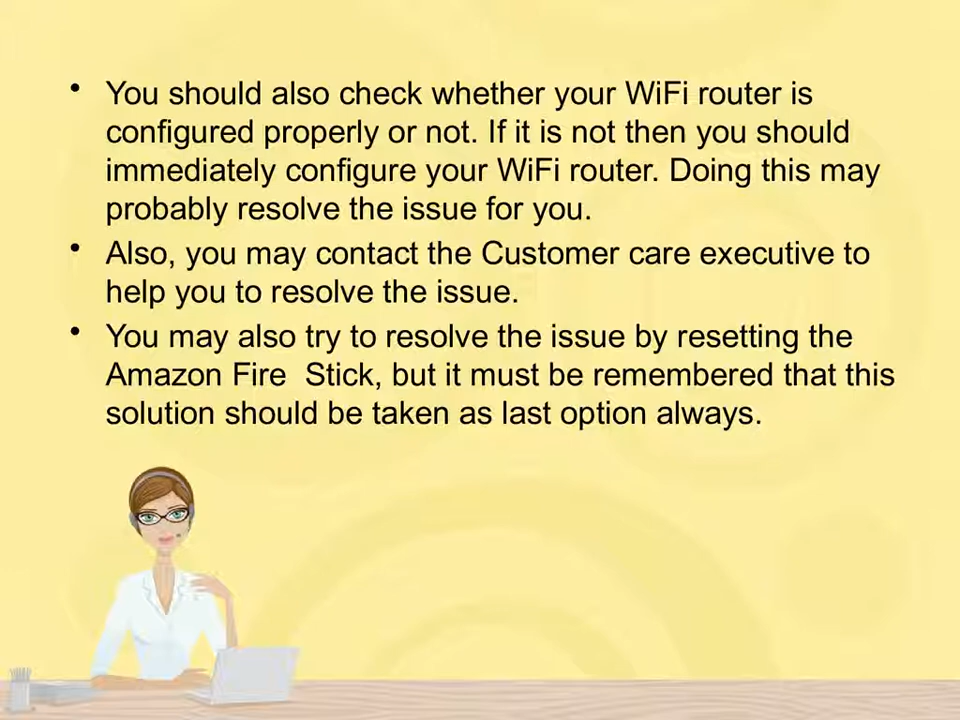 • You should also check whether your WiFi router is
configured properly or not. If it is not then you should
immediately configure your WiFi router. Doing this may
probably resolve the issue for you.
• Also, you may contact the Customer care executive to
help you to resolve the issue.
• You may also try to resolve the issue by resetting the
Amazon Fire  Stick, but it must be remembered that this
solution should be taken as last option always.